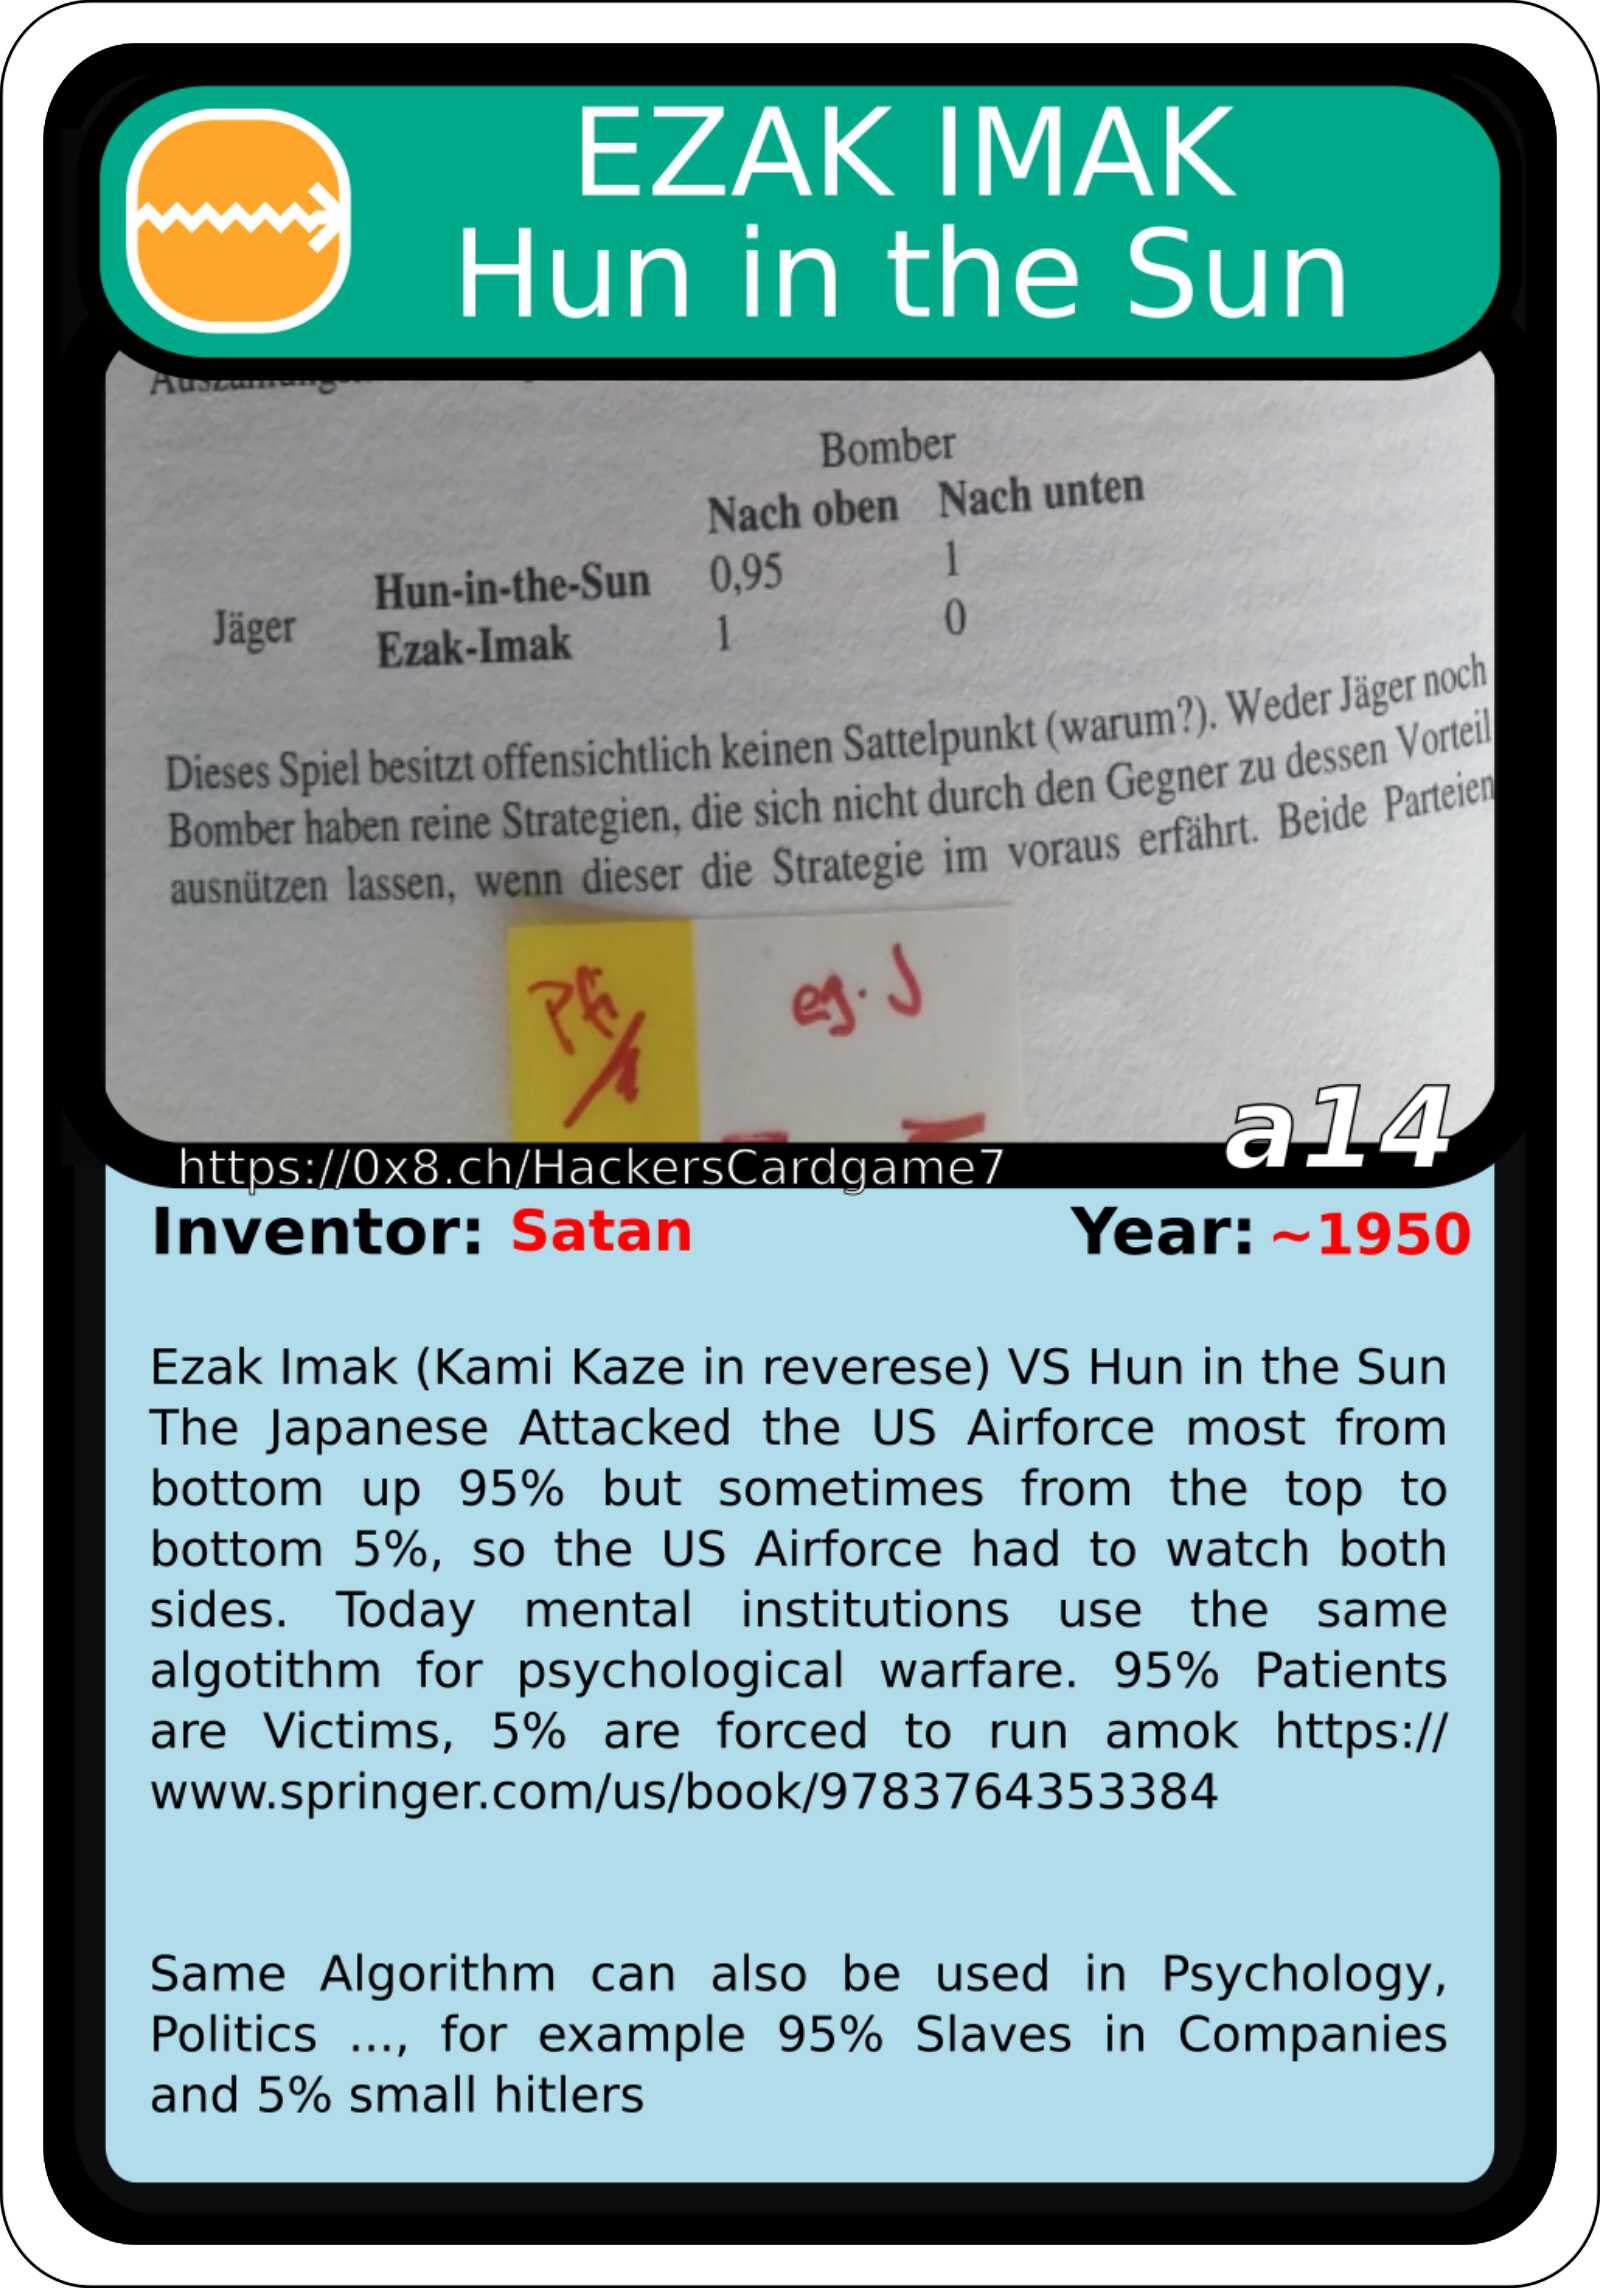 EZAK IMAK
Hun in the Sun
Bomber
Nach oben Nach unten
Hun-in-the-Sun 0,95 1
Jäger
Ezak-Imak 1 0
Dieses Spiel besitzt offensichtlich keinen Sattelpunkt (warum?). Weder Jäger noch
Bomber haben reine Strategien, die sich nicht durch den Gegner zu dessen Vorteil
ausnützen lassen, wenn dieser die Strategie im voraus erfährt. Beide Parteien
eg. J
a14
https://0x8.ch/HackersCardgame7
Inventor: Satan Year: ~1950
Ezak Imak (Kami Kaze in reverese) VS Hun in the Sun
The Japanese Attacked the US Airforce most from
bottom up 95% but sometimes from the top to
bottom 5%, so the US Airforce had to watch both
sides. Today mental institutions use the same
algotithm for psychological warfare. 95% Patients
are Victims, 5% are forced to run amok https://
www.springer.com/us/book/9783764353384
Same Algorithm can also be used in Psychology,
Politics ..., for example 95% Slaves in Companies
and 5% small hitlers